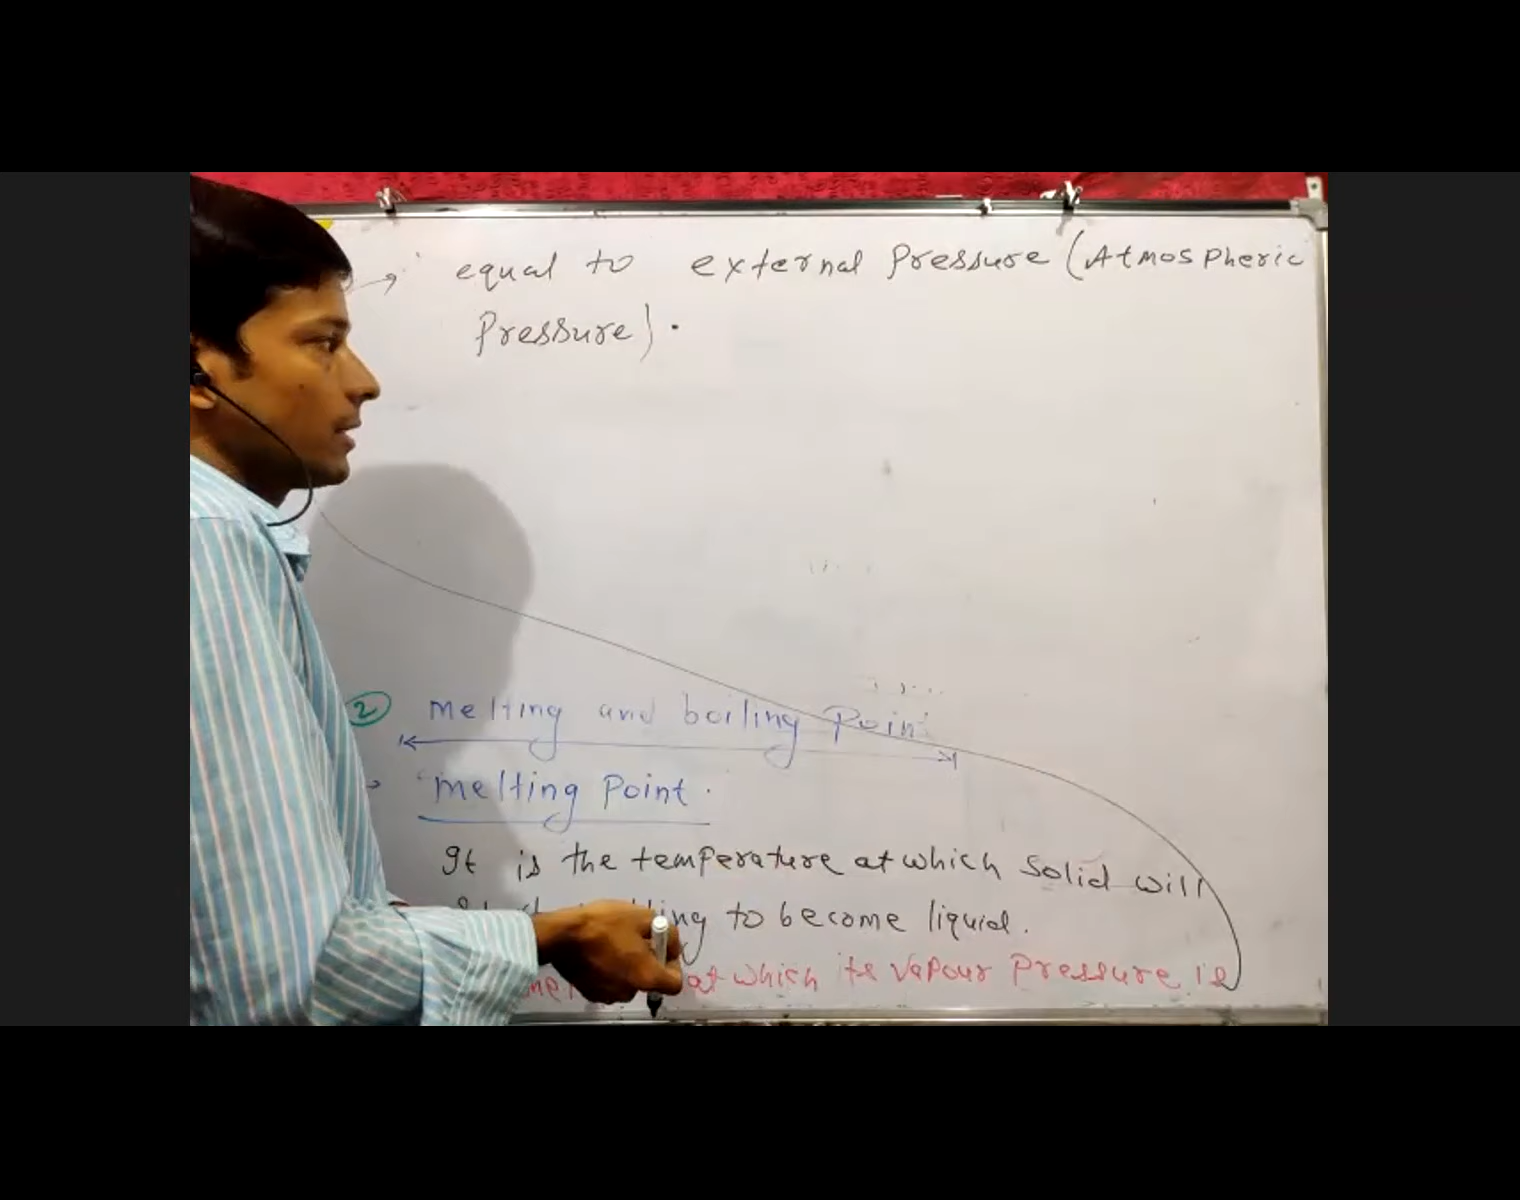 equal to external Pressure (Atmospheric
Pressure).
2 Melting and boiling Point
Melting Point.
It is the temperature at which solid will
to become liquid.
at which its vapour Pressure is